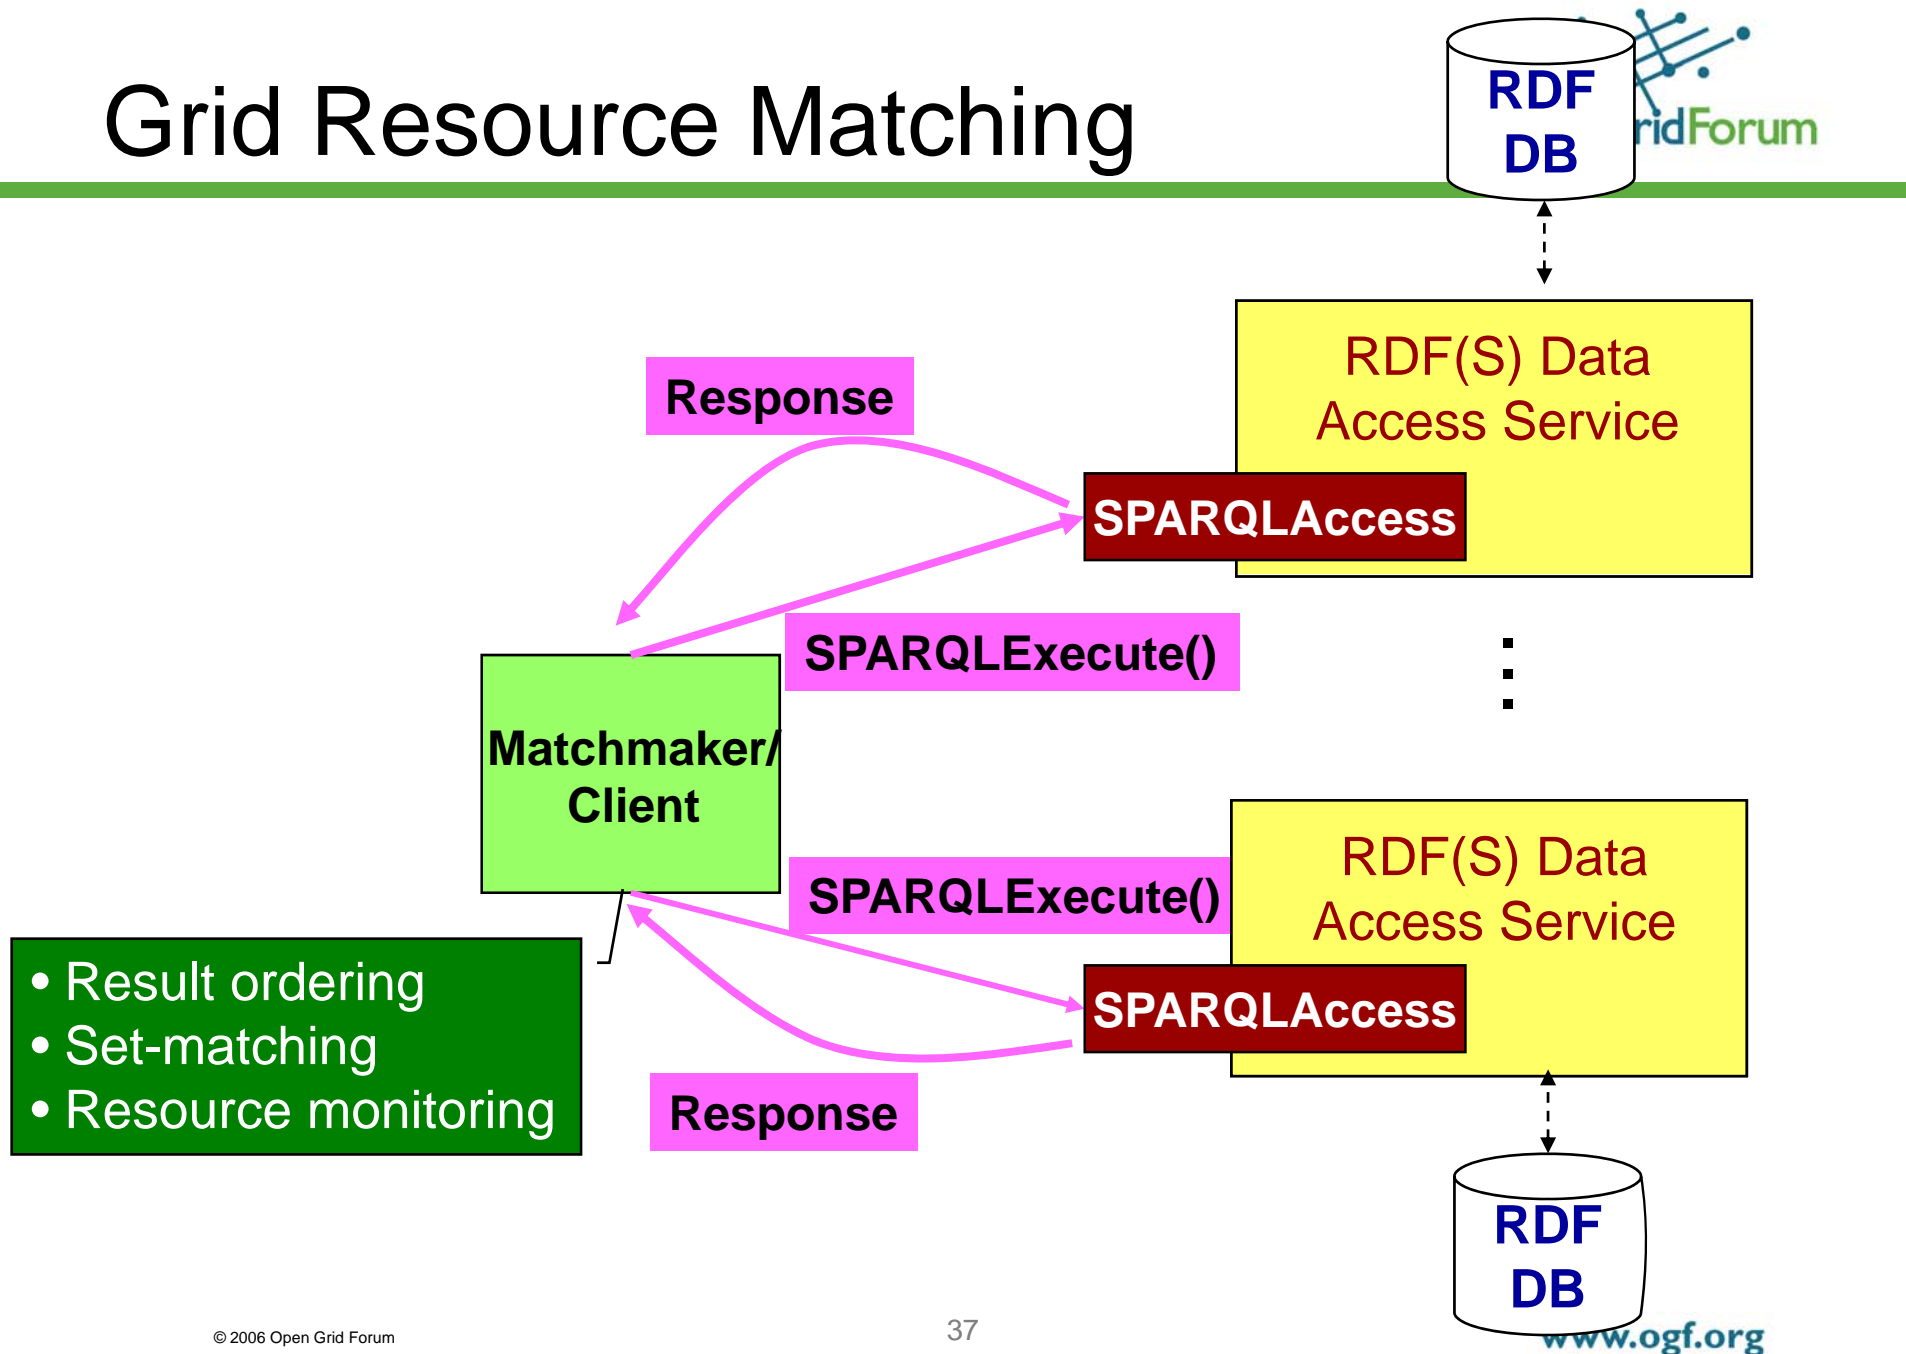 Grid Resource Matching
RDF
DB
ridForum
RDF(S) Data
Access Service
Response
SPARQLAccess
SPARQLExecute()
Matchmaker/
Client
SPARQLExecute()
RDF(S) Data
Access Service
SPARQLAccess
• Result ordering
• Set-matching
• Resource monitoring
Response
RDF
DB
© 2006 Open Grid Forum
37
www.ogf.org